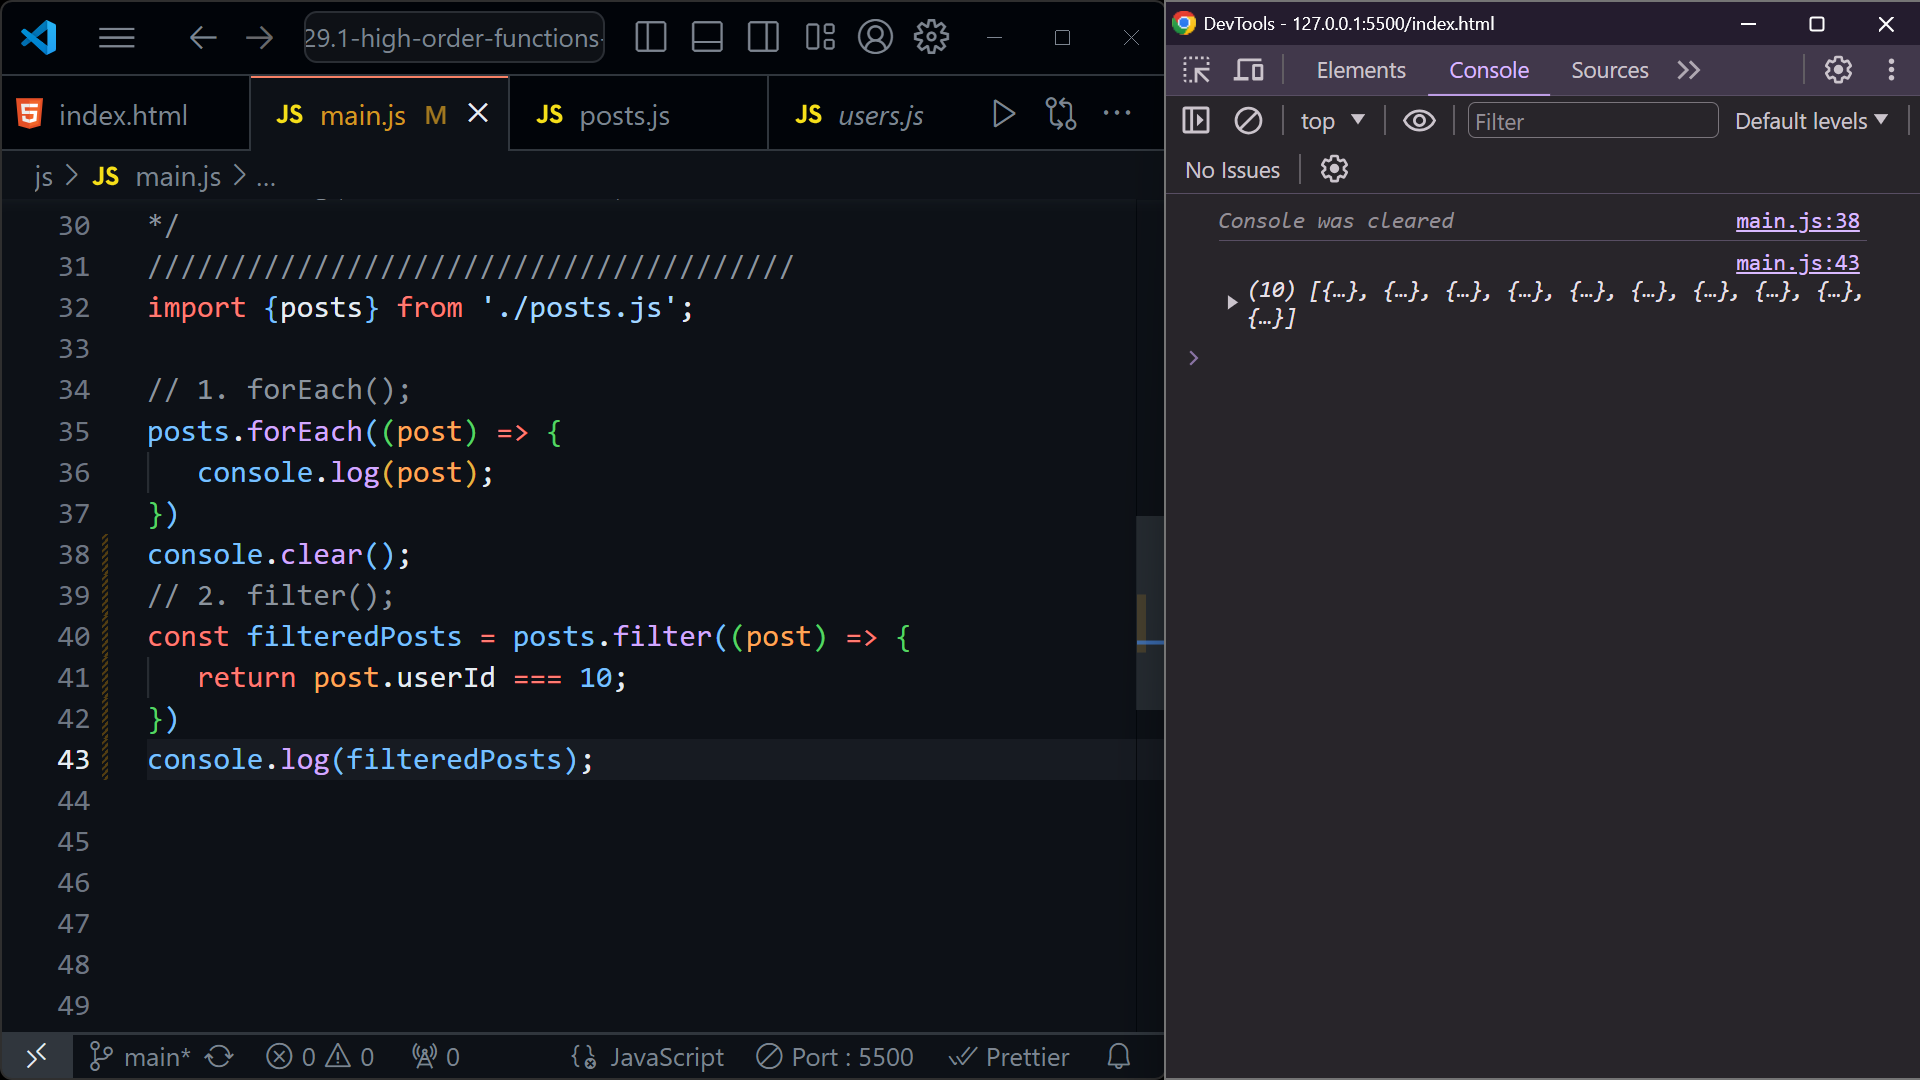 29.1-high-order-functions-
index.html
JS main.js M
JS posts.js
JS users.js
js > JS main.js > ...
30 */
31 ///////////////////////////////////////
32 import {posts} from './posts.js';
33
34 // 1. forEach();
35 posts.forEach((post) => {
36 console.log(post);
37 })
38 console.clear();
39 // 2. filter();
40 const filteredPosts = posts.filter((post) => {
41 return post.userId === 10;
42 })
43 console.log(filteredPosts);
44
45
46
47
48
49
main* 0 0 0 JavaScript Port : 5500 Prettier
DevTools - 127.0.0.1:5500/index.html
Elements Console Sources
top Filter Default levels
No Issues
Console was cleared main.js:38
main.js:43
(10) [{…}, {…}, {…}, {…}, {…}, {…}, {…}, {…}, {…},
{…}]